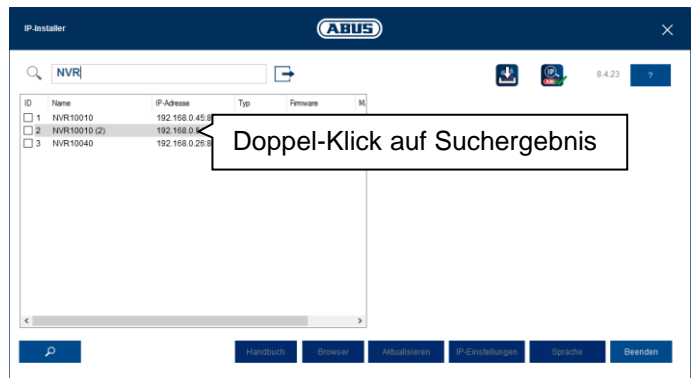 IP-Installer ABUS
NVR 8.4.23 ?
ID Name IP-Adresse Typ Firmware M
1 NVR10010 192.168.0.45:8
2 NVR10010 (2) 192.168.0.
3 NVR10040 192.168.0.26:8
Doppel-Klick auf Suchergebnis
Handbuch Browser Aktualisieren IP-Einstellungen Sprache Beenden